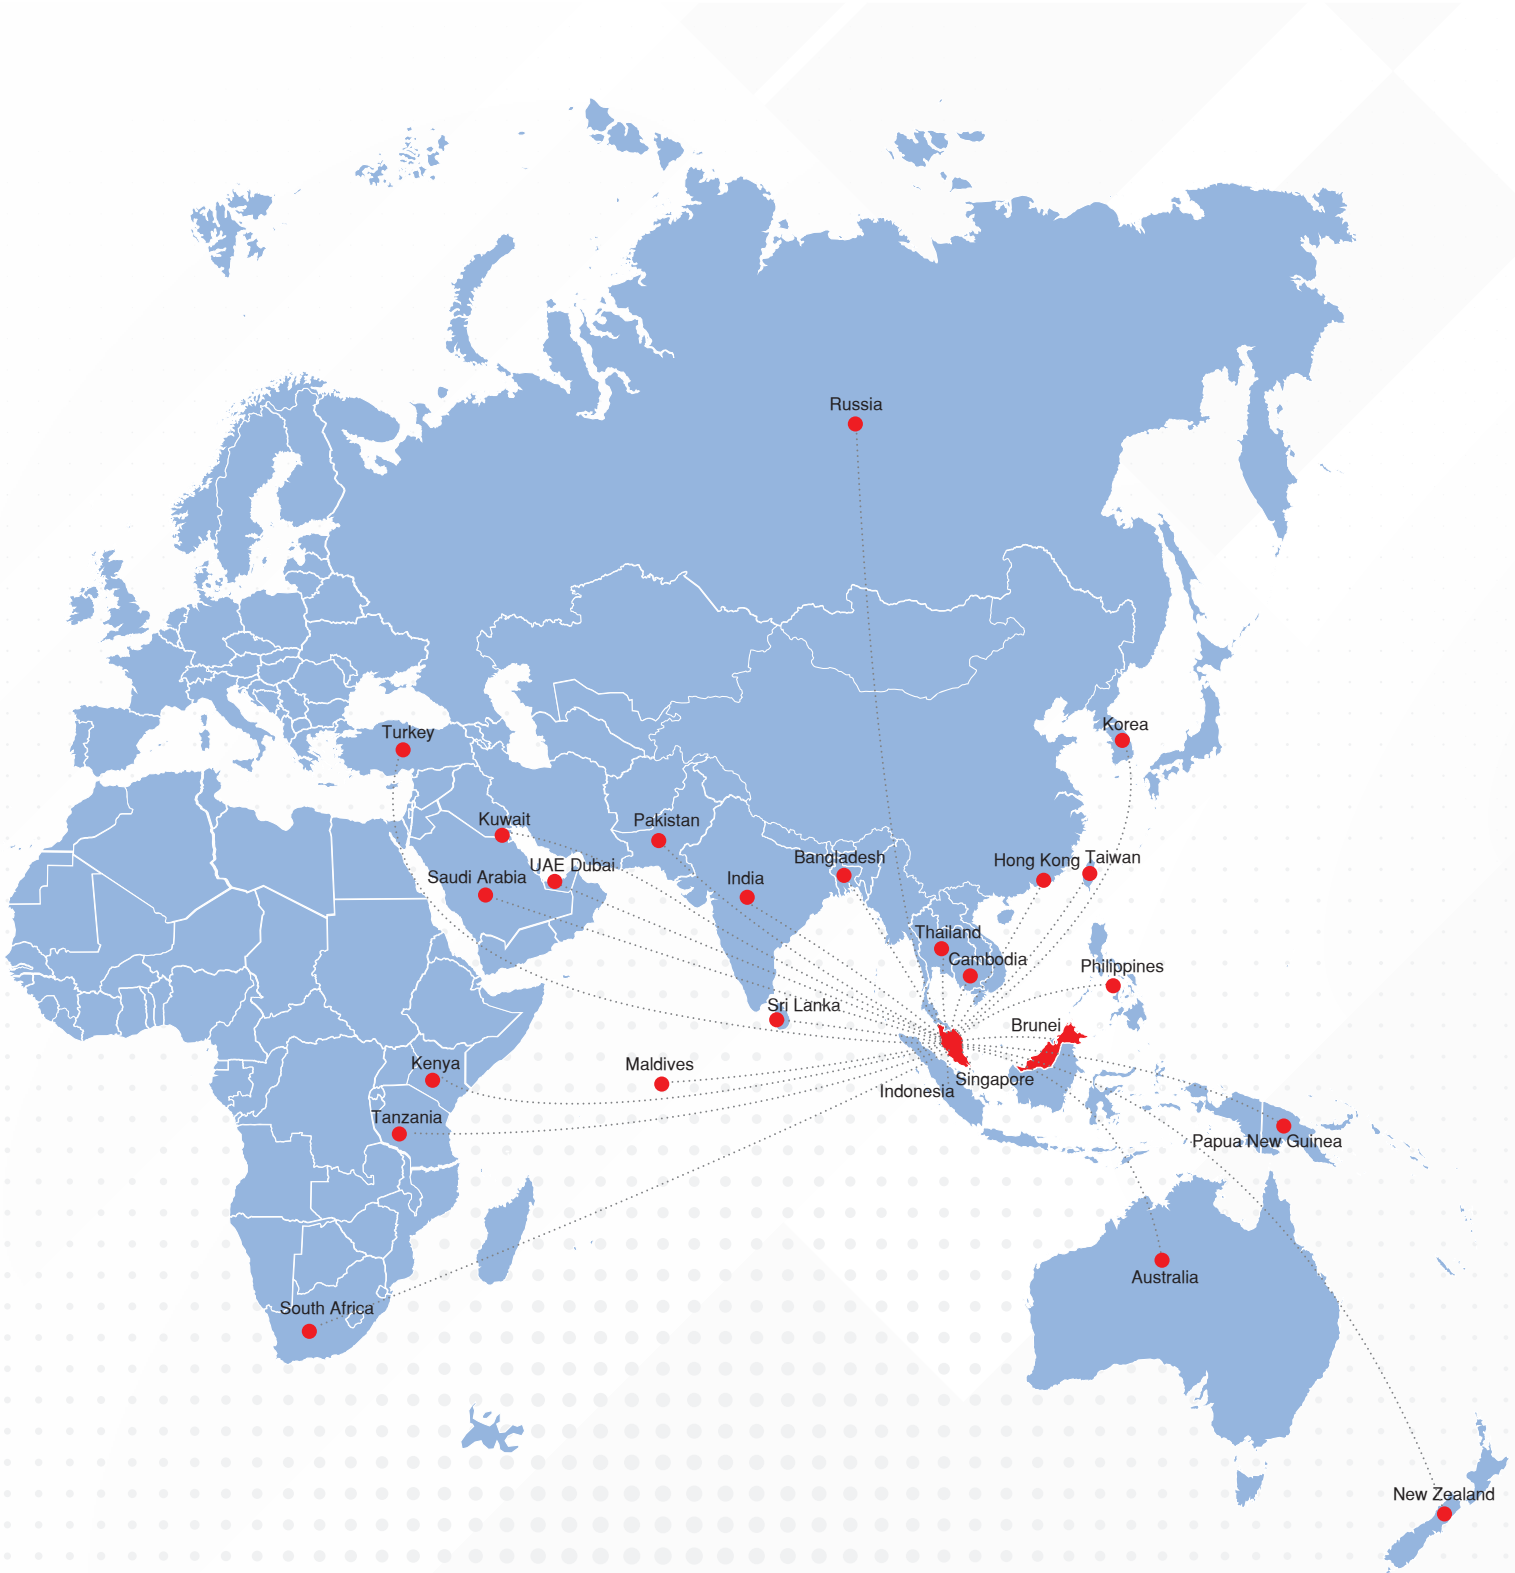 Russia
Korea
Turkey
Kuwait
Pakistan
Bangladesh
Hong Kong
Taiwan
UAE Dubai
Saudi Arabia
India
Thailand
Cambodia
Philippines
Sri Lanka
Brunei
Kenya
Maldives
Singapore
Indonesia
Tanzania
Papua New Guinea
Australia
South Africa
New Zealand